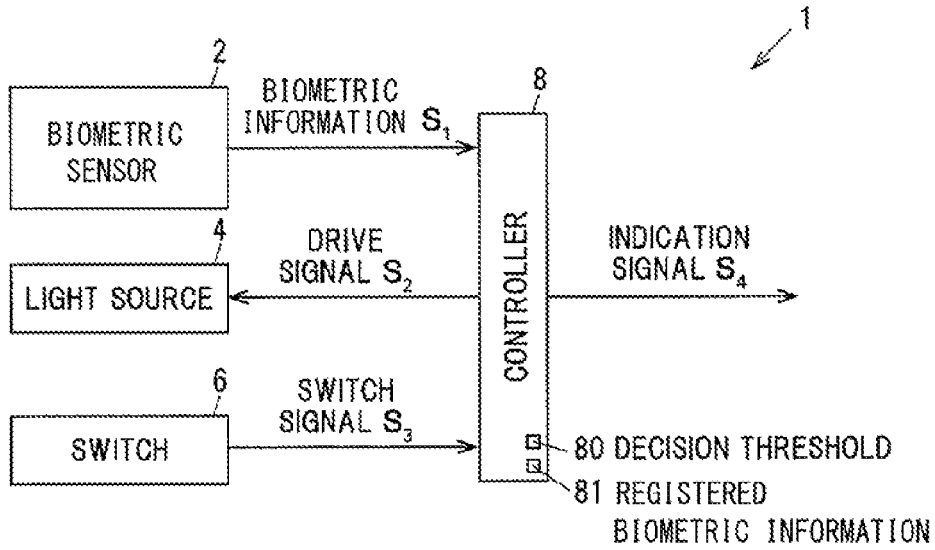 1
2
BIOMETRIC
SENSOR
BIOMETRIC
INFORMATION S₁
8
CONTROLLER
4
LIGHT SOURCE
DRIVE
SIGNAL S₂
INDICATION
SIGNAL S₄
6
SWITCH
SWITCH
SIGNAL S₃
80 DECISION THRESHOLD
81 REGISTERED
BIOMETRIC INFORMATION